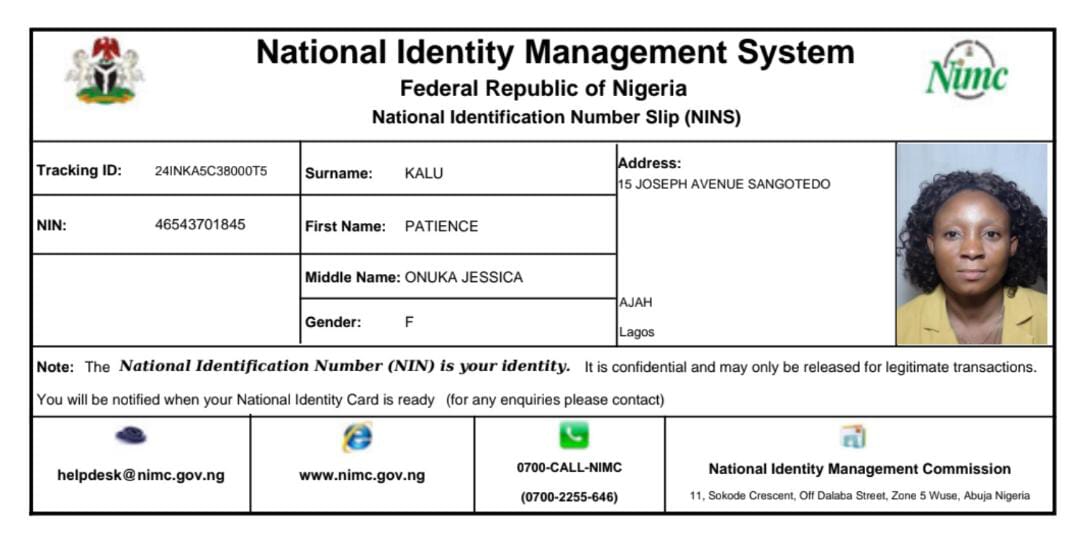 National Identity Management System
Federal Republic of Nigeria
National Identification Number Slip (NINS)
Nimc
Tracking ID: 24INKA5C38000T5
Surname: KALU
Address:
15 JOSEPH AVENUE SANGOTEDO
NIN: 46543701845
First Name: PATIENCE
Middle Name: ONUKA JESSICA
AJAH
Gender: F
Lagos
Note: The National Identification Number (NIN) is your identity. It is confidential and may only be released for legitimate transactions.
You will be notified when your National Identity Card is ready (for any enquiries please contact)
helpdesk@nimc.gov.ng
www.nimc.gov.ng
0700-CALL-NIMC
(0700-2255-646)
National Identity Management Commission
11, Sokode Crescent, Off Dalaba Street, Zone 5 Wuse, Abuja Nigeria